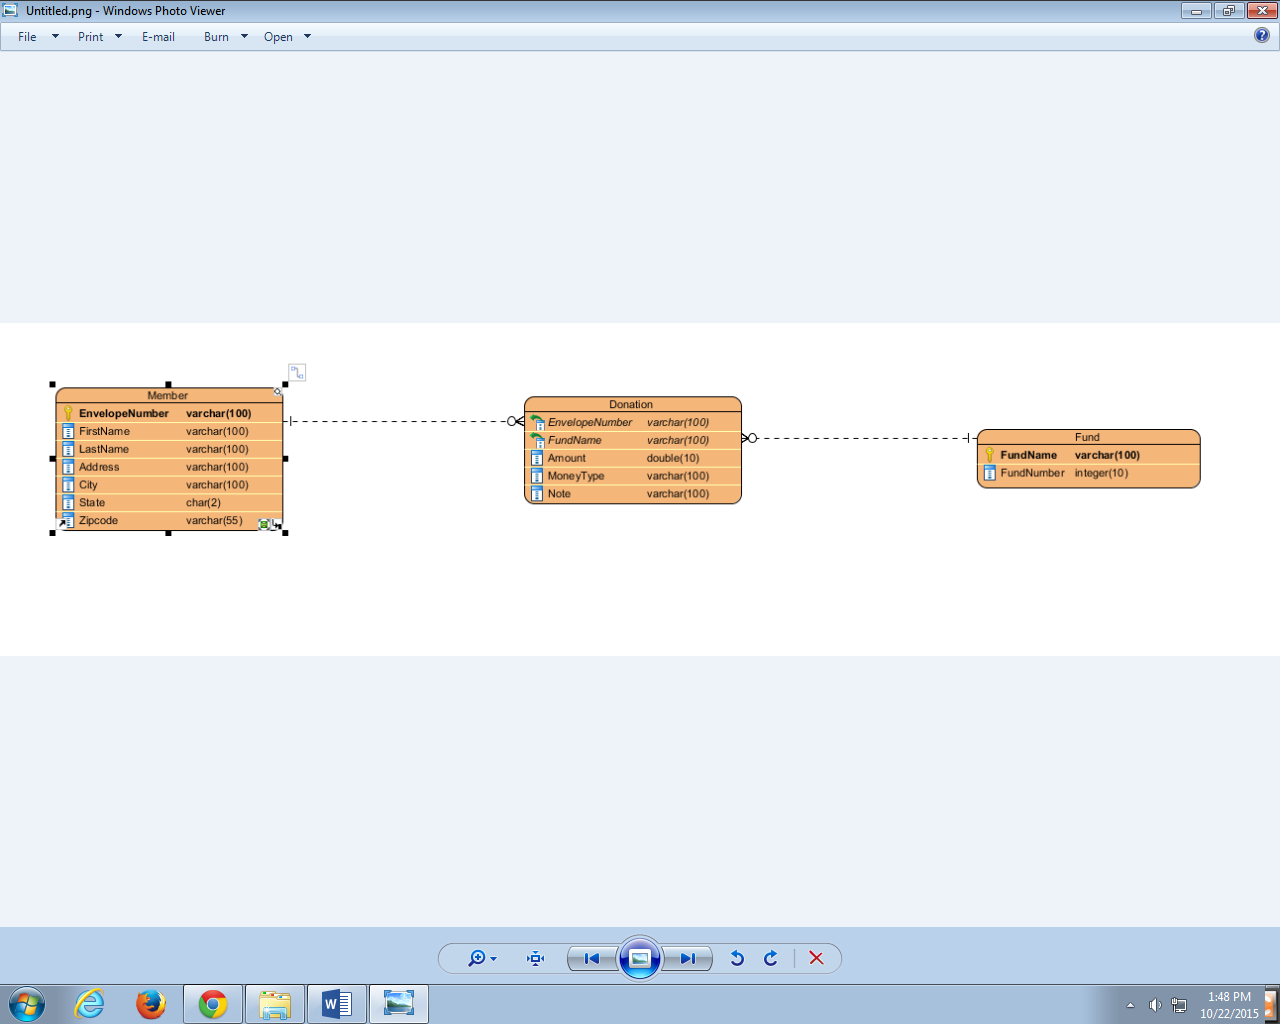 Untitled.png - Windows Photo Viewer
File Print E-mail Burn Open
Member
EnvelopeNumber varchar(100)
FirstName varchar(100)
LastName varchar(100)
Address varchar(100)
City varchar(100)
State char(2)
Zipcode varchar(55)
Donation
EnvelopeNumber varchar(100)
FundName varchar(100)
Amount double(10)
MoneyType varchar(100)
Note varchar(100)
Fund
FundName varchar(100)
FundNumber integer(10)
1:48 PM
10/22/2015